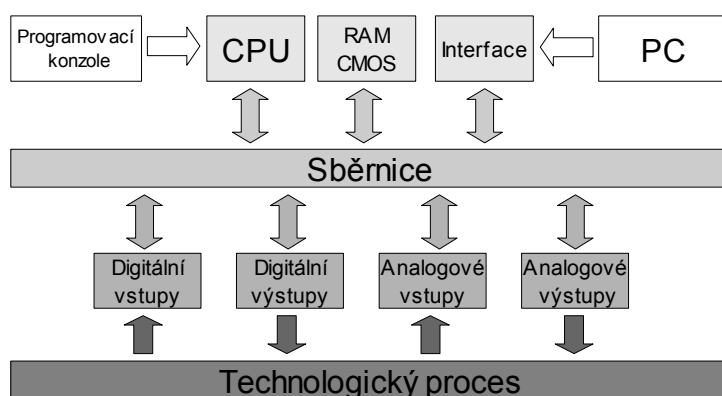 Programovací
konzole
CPU
RAM
CMOS
Interface
PC
Sběrnice
Digitální
vstupy
Digitální
výstupy
Analogové
vstupy
Analogové
výstupy
Technologický proces